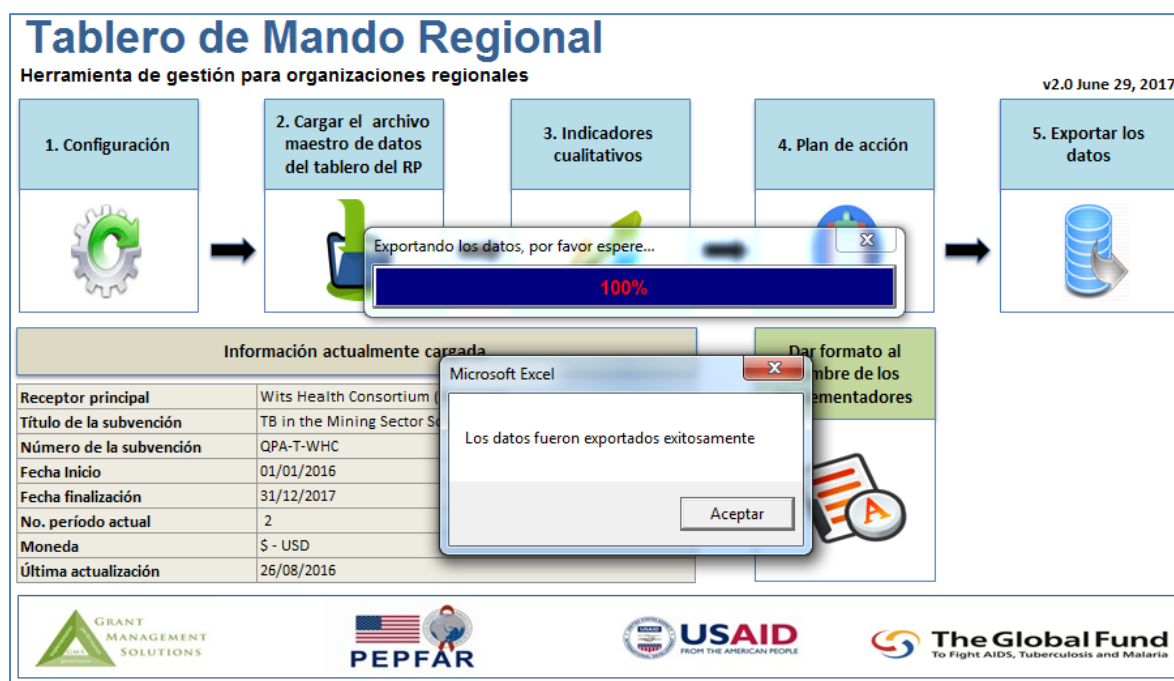 Tablero de Mando Regional
Herramienta de gestión para organizaciones regionales
v2.0 June 29, 2017
1. Configuración
2. Cargar el archivo
maestro de datos
del tablero del RP
3. Indicadores
cualitativos
4. Plan de acción
5. Exportar los
datos
Exportando los datos, por favor espere...
100%
Información actualmente cargada
Receptor principal Wits Health Consortium (
Título de la subvención TB in the Mining Sector
Número de la subvención QPA-T-WHC
Fecha Inicio 01/01/2016
Fecha finalización 31/12/2017
No. período actual 2
Moneda $ - USD
Última actualización 26/08/2016
Dar formato al
mbre de los
ementadores
Microsoft Excel
Los datos fueron exportados exitosamente
Aceptar
GRANT
MANAGEMENT
SOLUTIONS
GMS
PEPFAR
USAID
USAID
FROM THE AMERICAN PEOPLE
The Global Fund
To Fight AIDS, Tuberculosis and Malaria